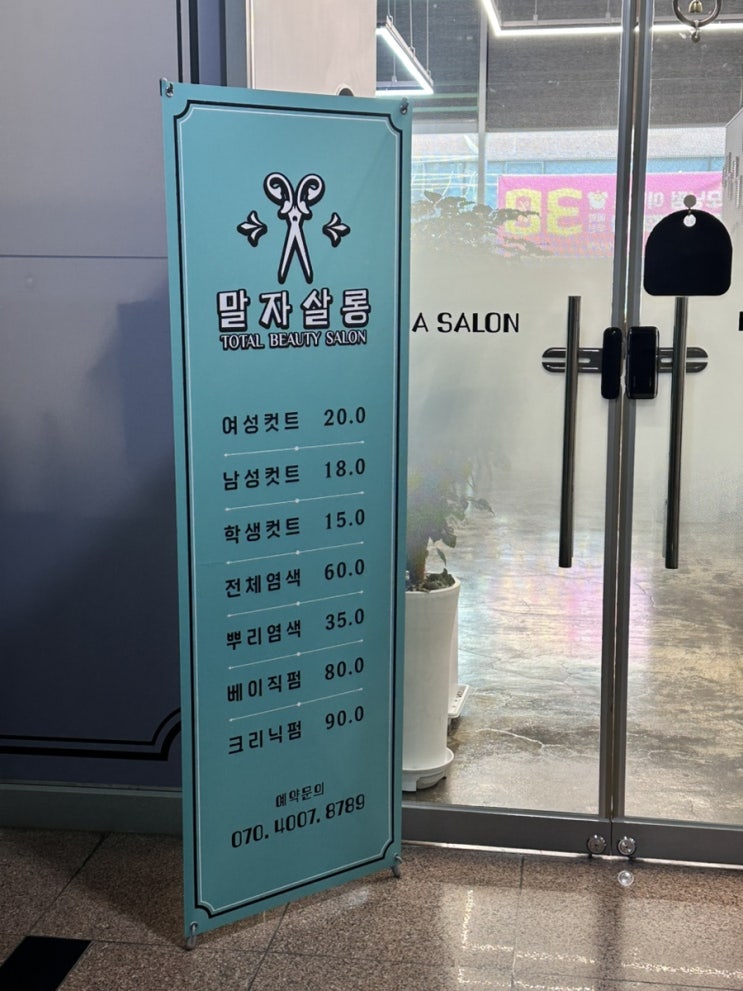 말자살롱
TOTAL BEAUTY SALON
여성컷트 20.0
남성컷트 18.0
학생컷트 15.0
전체염색 60.0
뿌리염색 35.0
베이직펌 80.0
크리닉펌 90.0
예약문의
070.4007.8789
A SALON